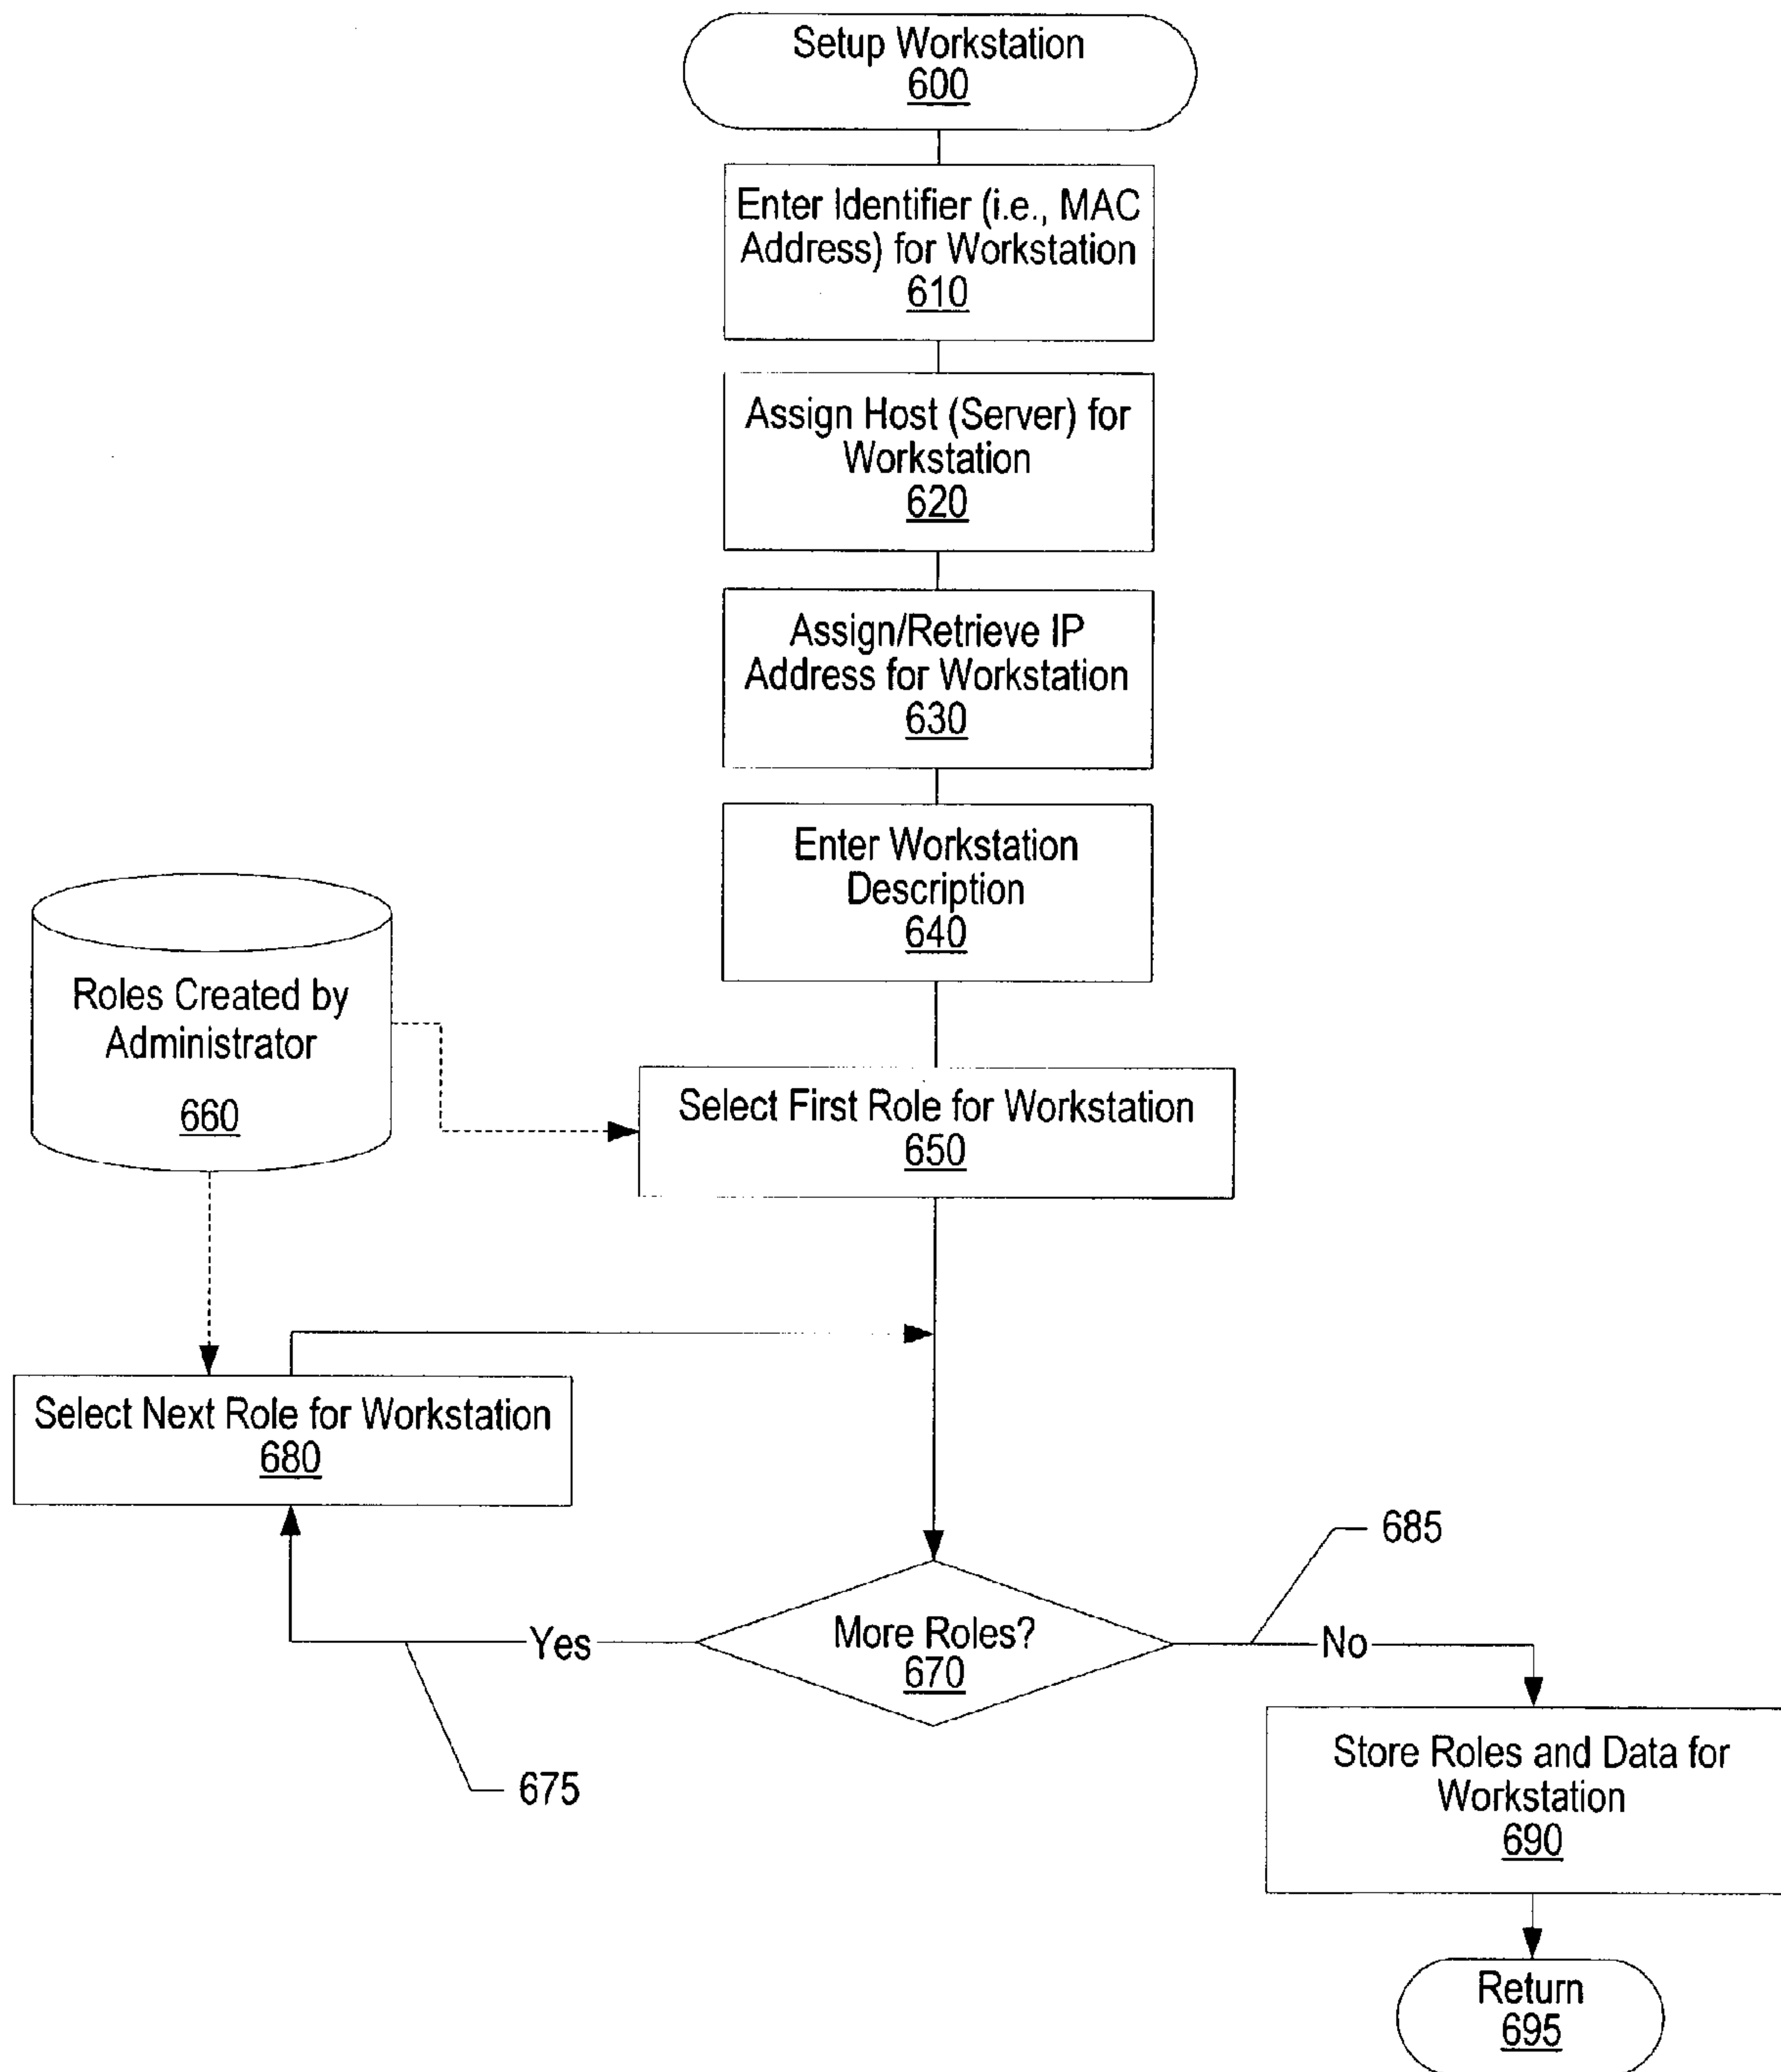 Setup Workstation
600
Enter Identifier (i.e., MAC
Address) for Workstation
610
Assign Host (Server) for
Workstation
620
Assign/Retrieve IP
Address for Workstation
630
Enter Workstation
Description
640
Roles Created by
Administrator
660
Select First Role for Workstation
650
Select Next Role for Workstation
680
685
More Roles?
670
Yes
No
675
Store Roles and Data for
Workstation
690
Return
695